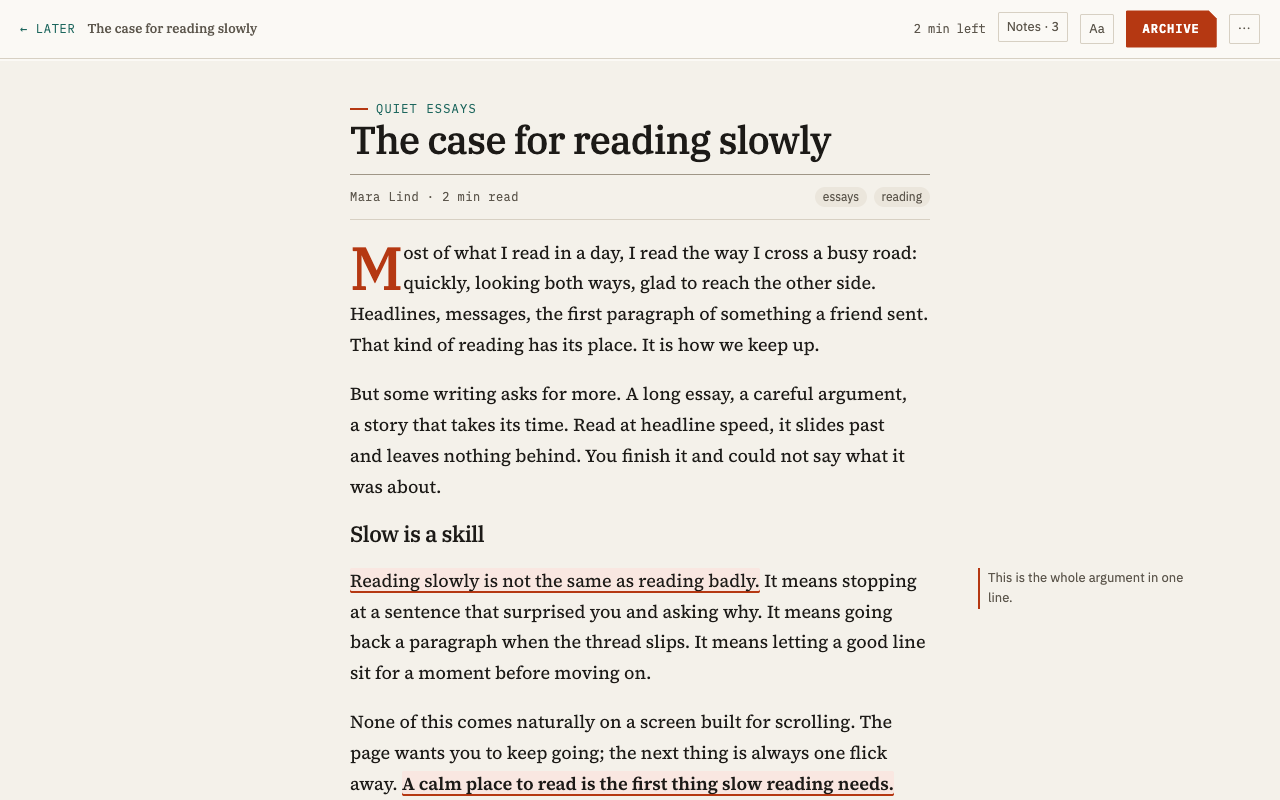 ← LATER The case for reading slowly 2 min left Notes · 3 Aa ARCHIVE ···
QUIET ESSAYS
The case for reading slowly
Mara Lind · 2 min read essays reading
Most of what I read in a day, I read the way I cross a busy road:
quickly, looking both ways, glad to reach the other side.
Headlines, messages, the first paragraph of something a friend sent.
That kind of reading has its place. It is how we keep up.
But some writing asks for more. A long essay, a careful argument,
a story that takes its time. Read at headline speed, it slides past
and leaves nothing behind. You finish it and could not say what it
was about.
Slow is a skill
Reading slowly is not the same as reading badly. It means stopping
at a sentence that surprised you and asking why. It means going
back a paragraph when the thread slips. It means letting a good line
sit for a moment before moving on.
This is the whole argument in one
line.
None of this comes naturally on a screen built for scrolling. The
page wants you to keep going; the next thing is always one flick
away. A calm place to read is the first thing slow reading needs.